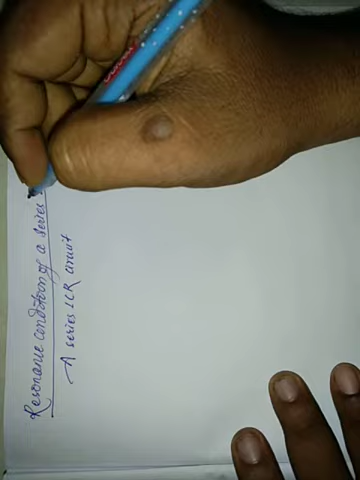 Resonance condition of a series
A series LCR circuit